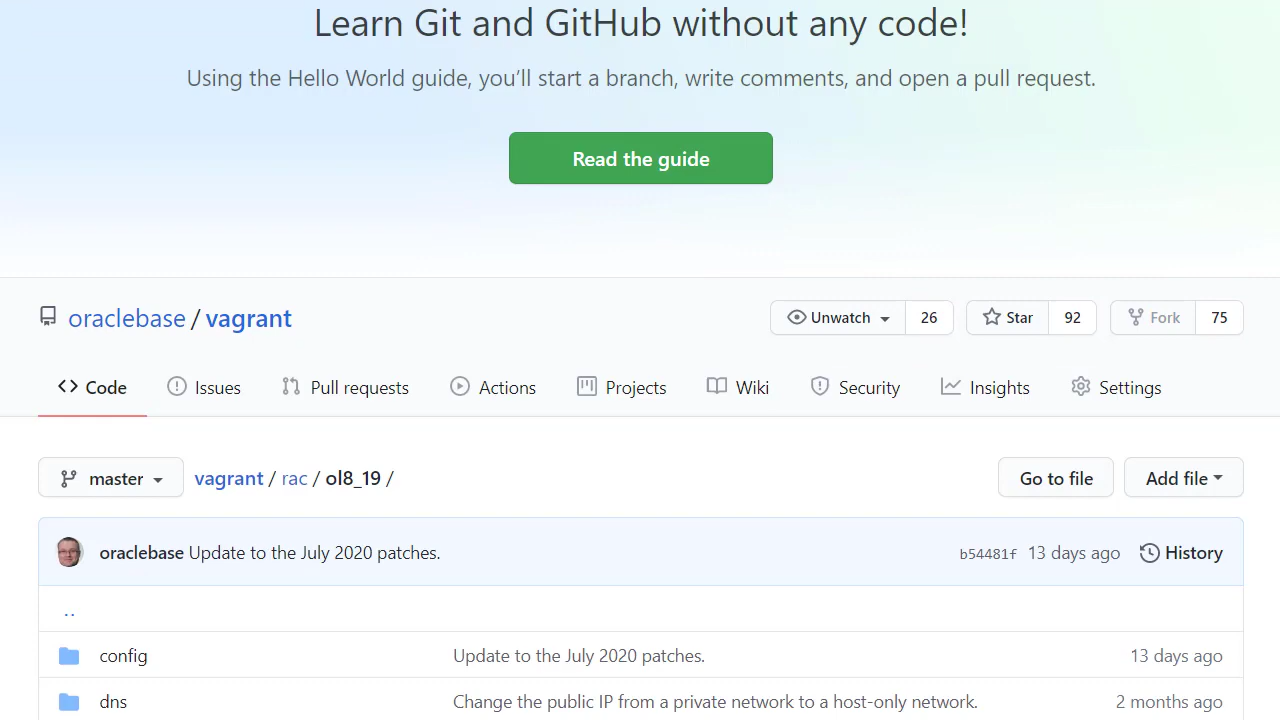 Learn Git and GitHub without any code!
Using the Hello World guide, you’ll start a branch, write comments, and open a pull request.
Read the guide
oraclebase / vagrant
Unwatch 26 Star 92 Fork 75
Code Issues Pull requests Actions Projects Wiki Security Insights Settings
master vagrant / rac / ol8_19 / Go to file Add file
oraclebase Update to the July 2020 patches. b54481f 13 days ago History
..
config Update to the July 2020 patches. 13 days ago
dns Change the public IP from a private network to a host-only network. 2 months ago